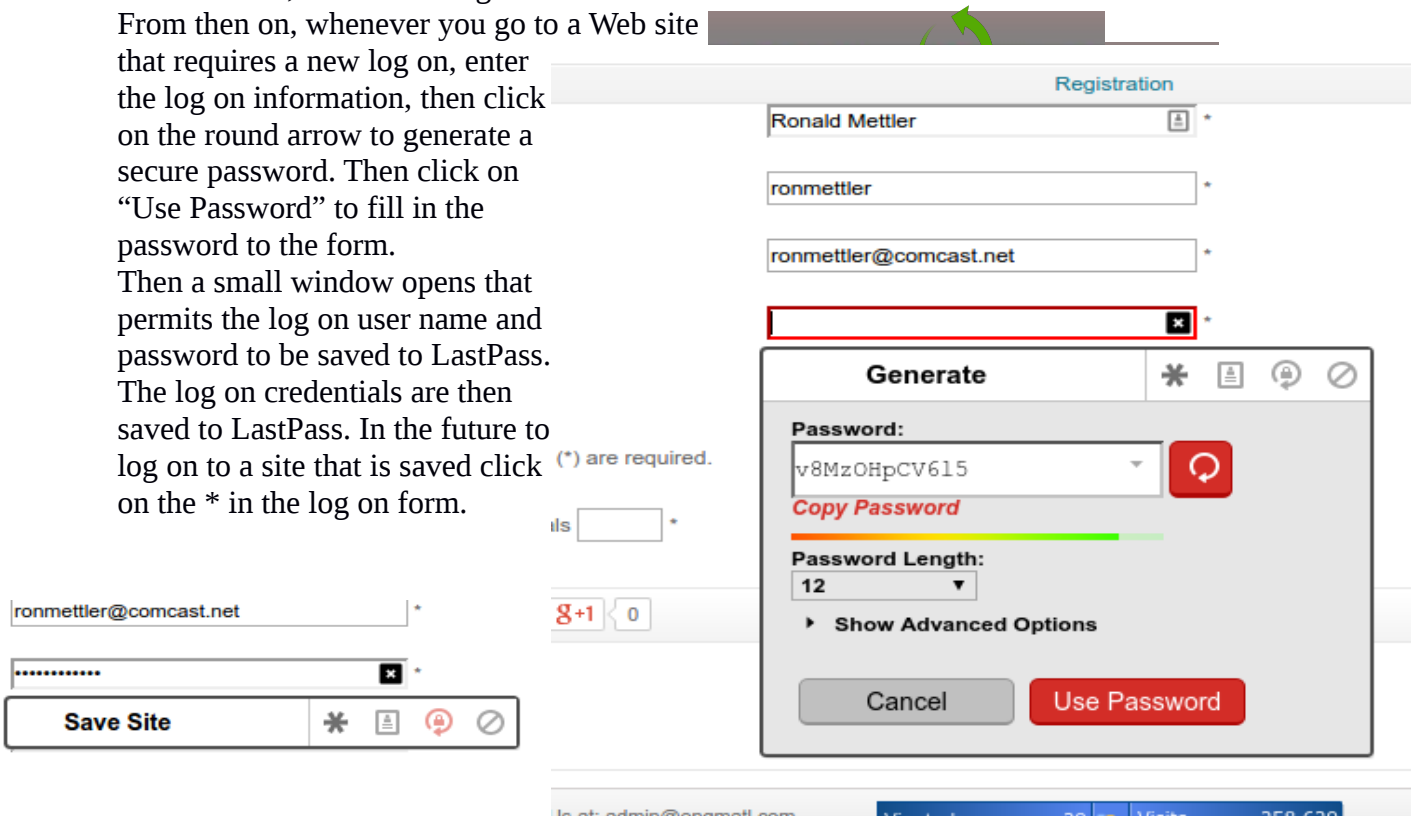 From then on, whenever you go to a Web site
that requires a new log on, enter
the log on information, then click
on the round arrow to generate a
secure password. Then click on
“Use Password” to fill in the
password to the form.
Then a small window opens that
permits the log on user name and
password to be saved to LastPass.
The log on credentials are then
saved to LastPass. In the future to
log on to a site that is saved click
on the * in the log on form.
Registration
Ronald Mettler *
ronmettler *
ronmettler@comcast.net *
*
Generate
Password:
v8MzOHpCV6l5
Copy Password
Password Length:
12
Show Advanced Options
Cancel Use Password
(*) are required.
*
g+1 0
ronmettler@comcast.net *
•••••••••••• *
Save Site